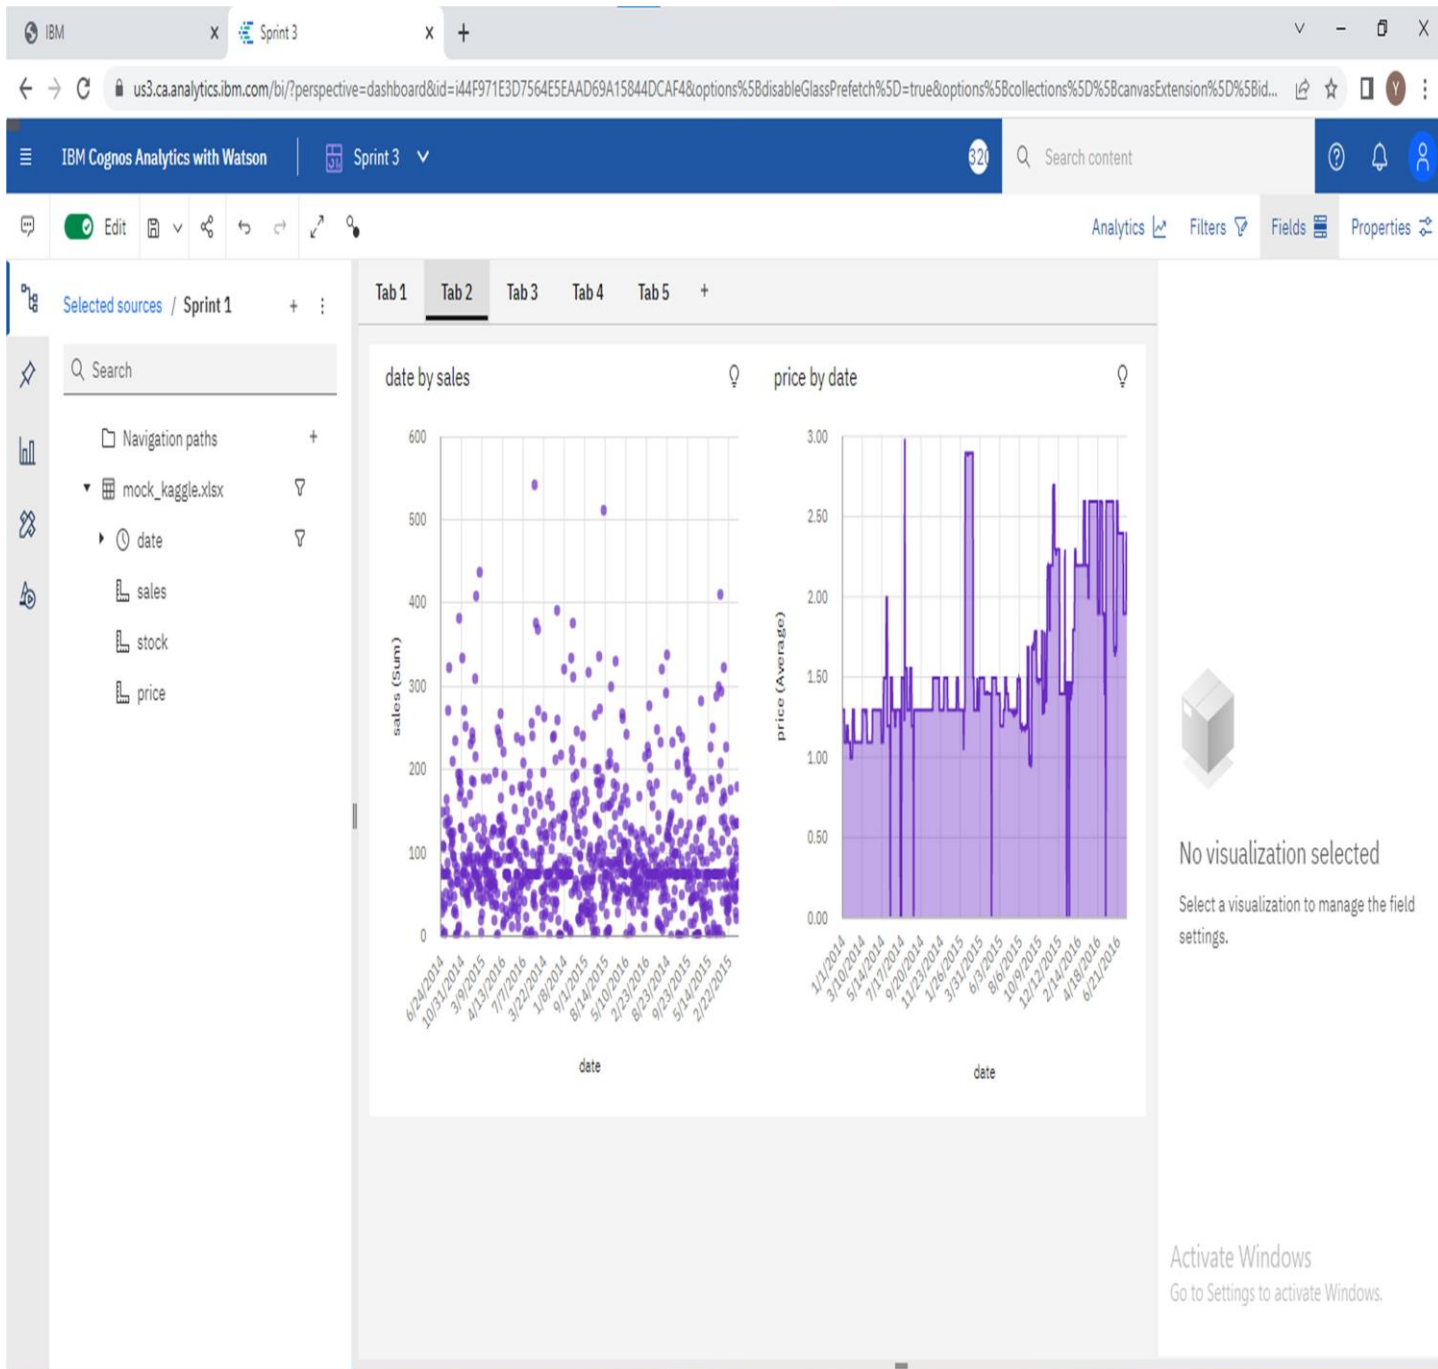 IBM
Sprint 3
us3.ca.analytics.ibm.com/bi/?perspective=dashboard&id=i44F971E3D7564E5EAAD69A15844DCAF4&options%5BdisableGlassPrefetch%5D=true&options%5Bcollections%5D%5BcanvasExtension%5D%5Bid...
Y
IBM Cognos Analytics with Watson
Sprint 3
320
Search content
Edit
Analytics
Filters
Fields
Properties
Selected sources / Sprint 1
Search
Navigation paths
mock_kaggle.xlsx
date
sales
stock
price
Tab 1 Tab 2 Tab 3 Tab 4 Tab 5 +
date by sales
600
500
400
300
200
100
0
sales (Sum)
6/24/2014
10/31/2014
3/9/2015
4/13/2016
7/7/2016
3/22/2014
1/8/2014
9/1/2015
8/14/2015
5/10/2016
2/23/2016
8/23/2014
9/23/2015
5/14/2015
2/22/2015
date
price by date
3.00
2.50
2.00
1.50
1.00
0.50
0.00
price (Average)
1/1/2014
3/10/2014
5/14/2014
7/17/2014
9/20/2014
11/23/2014
1/26/2015
3/31/2015
6/3/2015
8/6/2015
10/9/2015
12/12/2015
2/14/2016
4/18/2016
6/21/2016
date
No visualization selected
Select a visualization to manage the field
settings.
Activate Windows
Go to Settings to activate Windows.